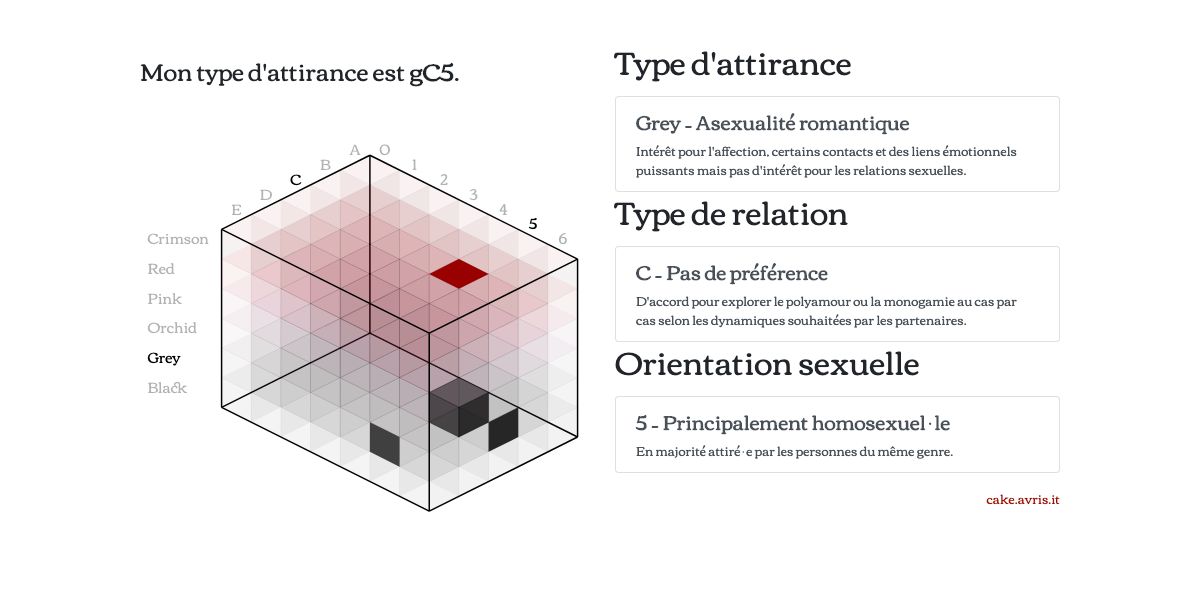 Mon type d'attirance est gC5.
A O
B 1
C 2
D 3
E 4
5
6
Crimson
Red
Pink
Orchid
Grey
Black
Type d'attirance
Grey – Asexualité romantique
Intérêt pour l'affection, certains contacts et des liens émotionnels
puissants mais pas d'intérêt pour les relations sexuelles.
Type de relation
C – Pas de préférence
D'accord pour explorer le polyamour ou la monogamie au cas par
cas selon les dynamiques souhaitées par les partenaires.
Orientation sexuelle
5 – Principalement homosexuel·le
En majorité attiré·e par les personnes du même genre.
cake.avris.it